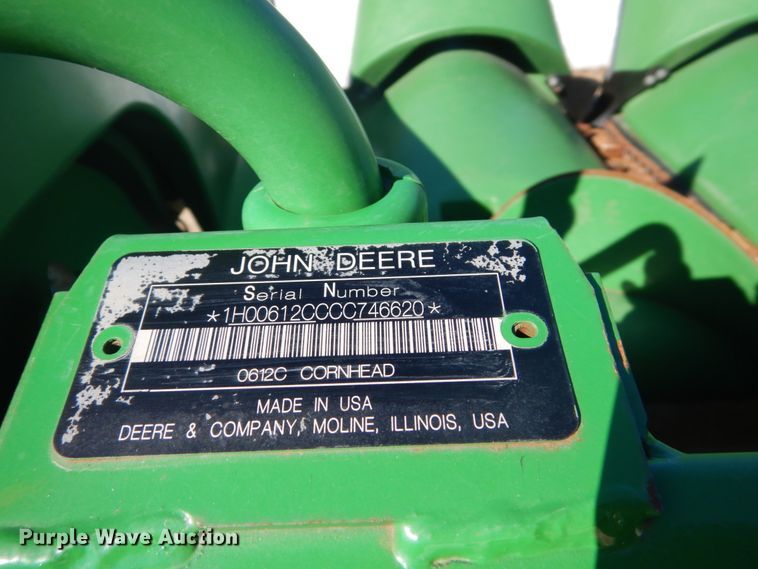 JOHN DEERE
Serial Number
*1H00612CCCC746620*
0612C CORNHEAD
MADE IN USA
DEERE & COMPANY, MOLINE, ILLINOIS, USA
Purple Wave Auction